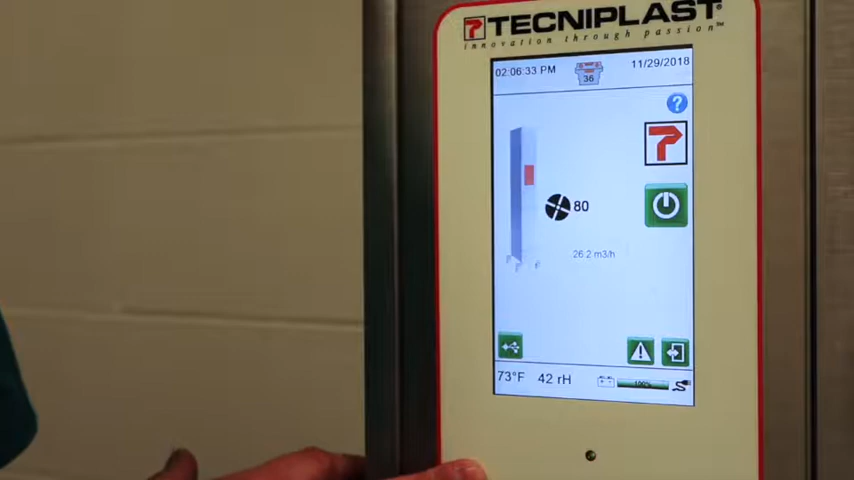 TECNIPLAST®
innovation through passion™
02:06:33 PM
36
11/29/2018
?
80
26.2 m3/h
73°F 42 rH 100%